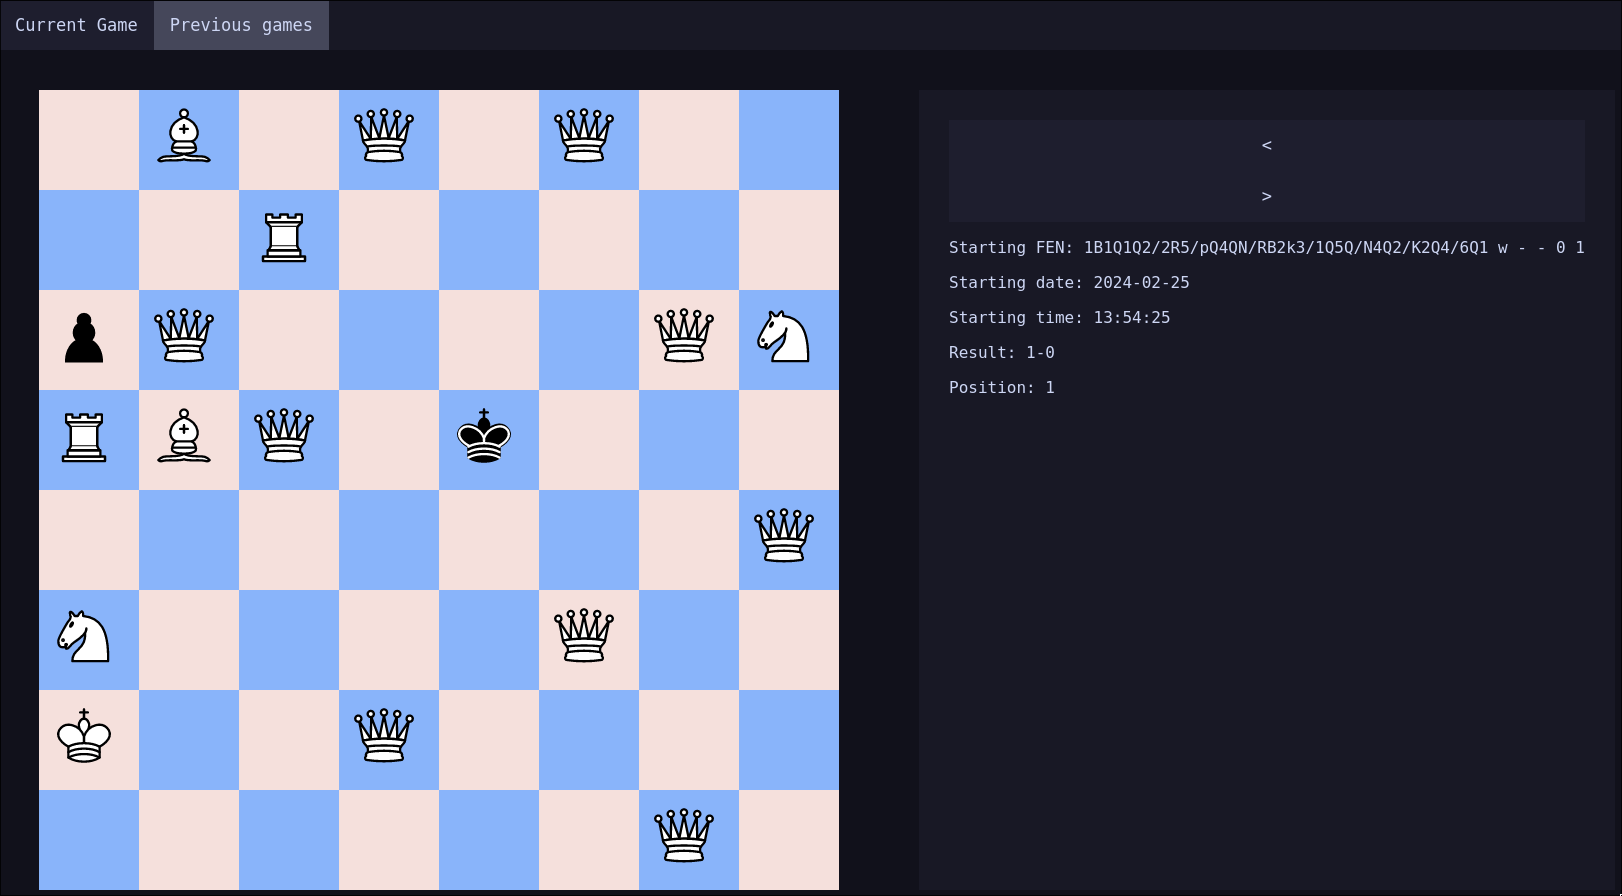 Current Game Previous games
<
>
Starting FEN: 1B1Q1Q2/2R5/pQ4QN/RB2k3/1Q5Q/N4Q2/K2Q4/6Q1 w - - 0 1
Starting date: 2024-02-25
Starting time: 13:54:25
Result: 1-0
Position: 1